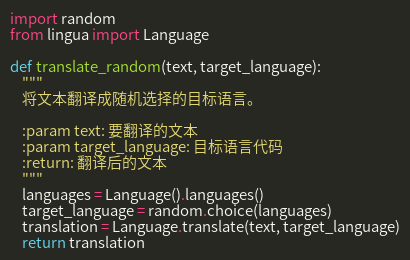 import random
from lingua import Language

def translate_random(text, target_language):
    """
    将文本翻译成随机选择的目标语言。

    :param text: 要翻译的文本
    :param target_language: 目标语言代码
    :return: 翻译后的文本
    """
    languages = Language().languages()
    target_language = random.choice(languages)
    translation = Language.translate(text, target_language)
    return translation